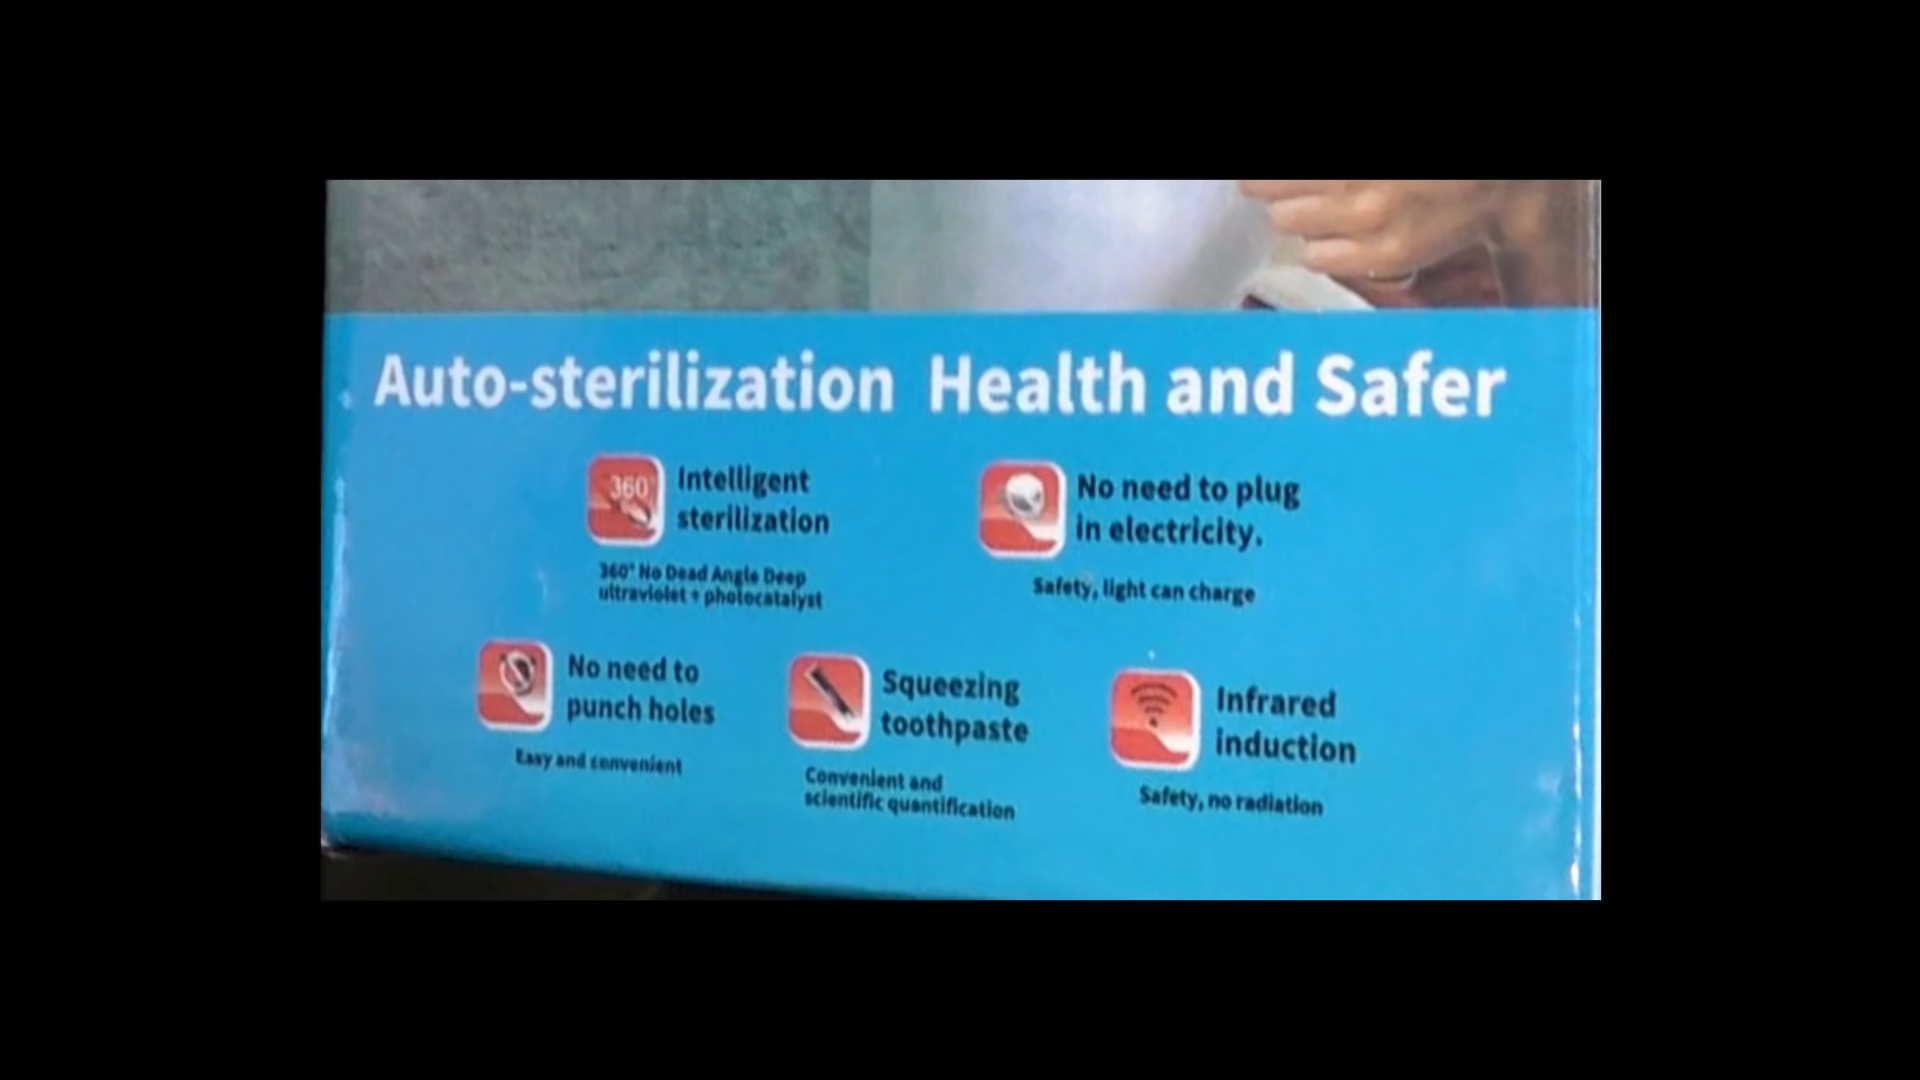 Auto-sterilization Health and Safer
360
Intelligent
sterilization
360° No Dead Angle Deep
ultraviolet + photocatalyst
No need to plug
in electricity.
Safety, light can charge
No need to
punch holes
Easy and convenient
Squeezing
toothpaste
Convenient and
scientific quantification
Infrared
induction
Safety, no radiation